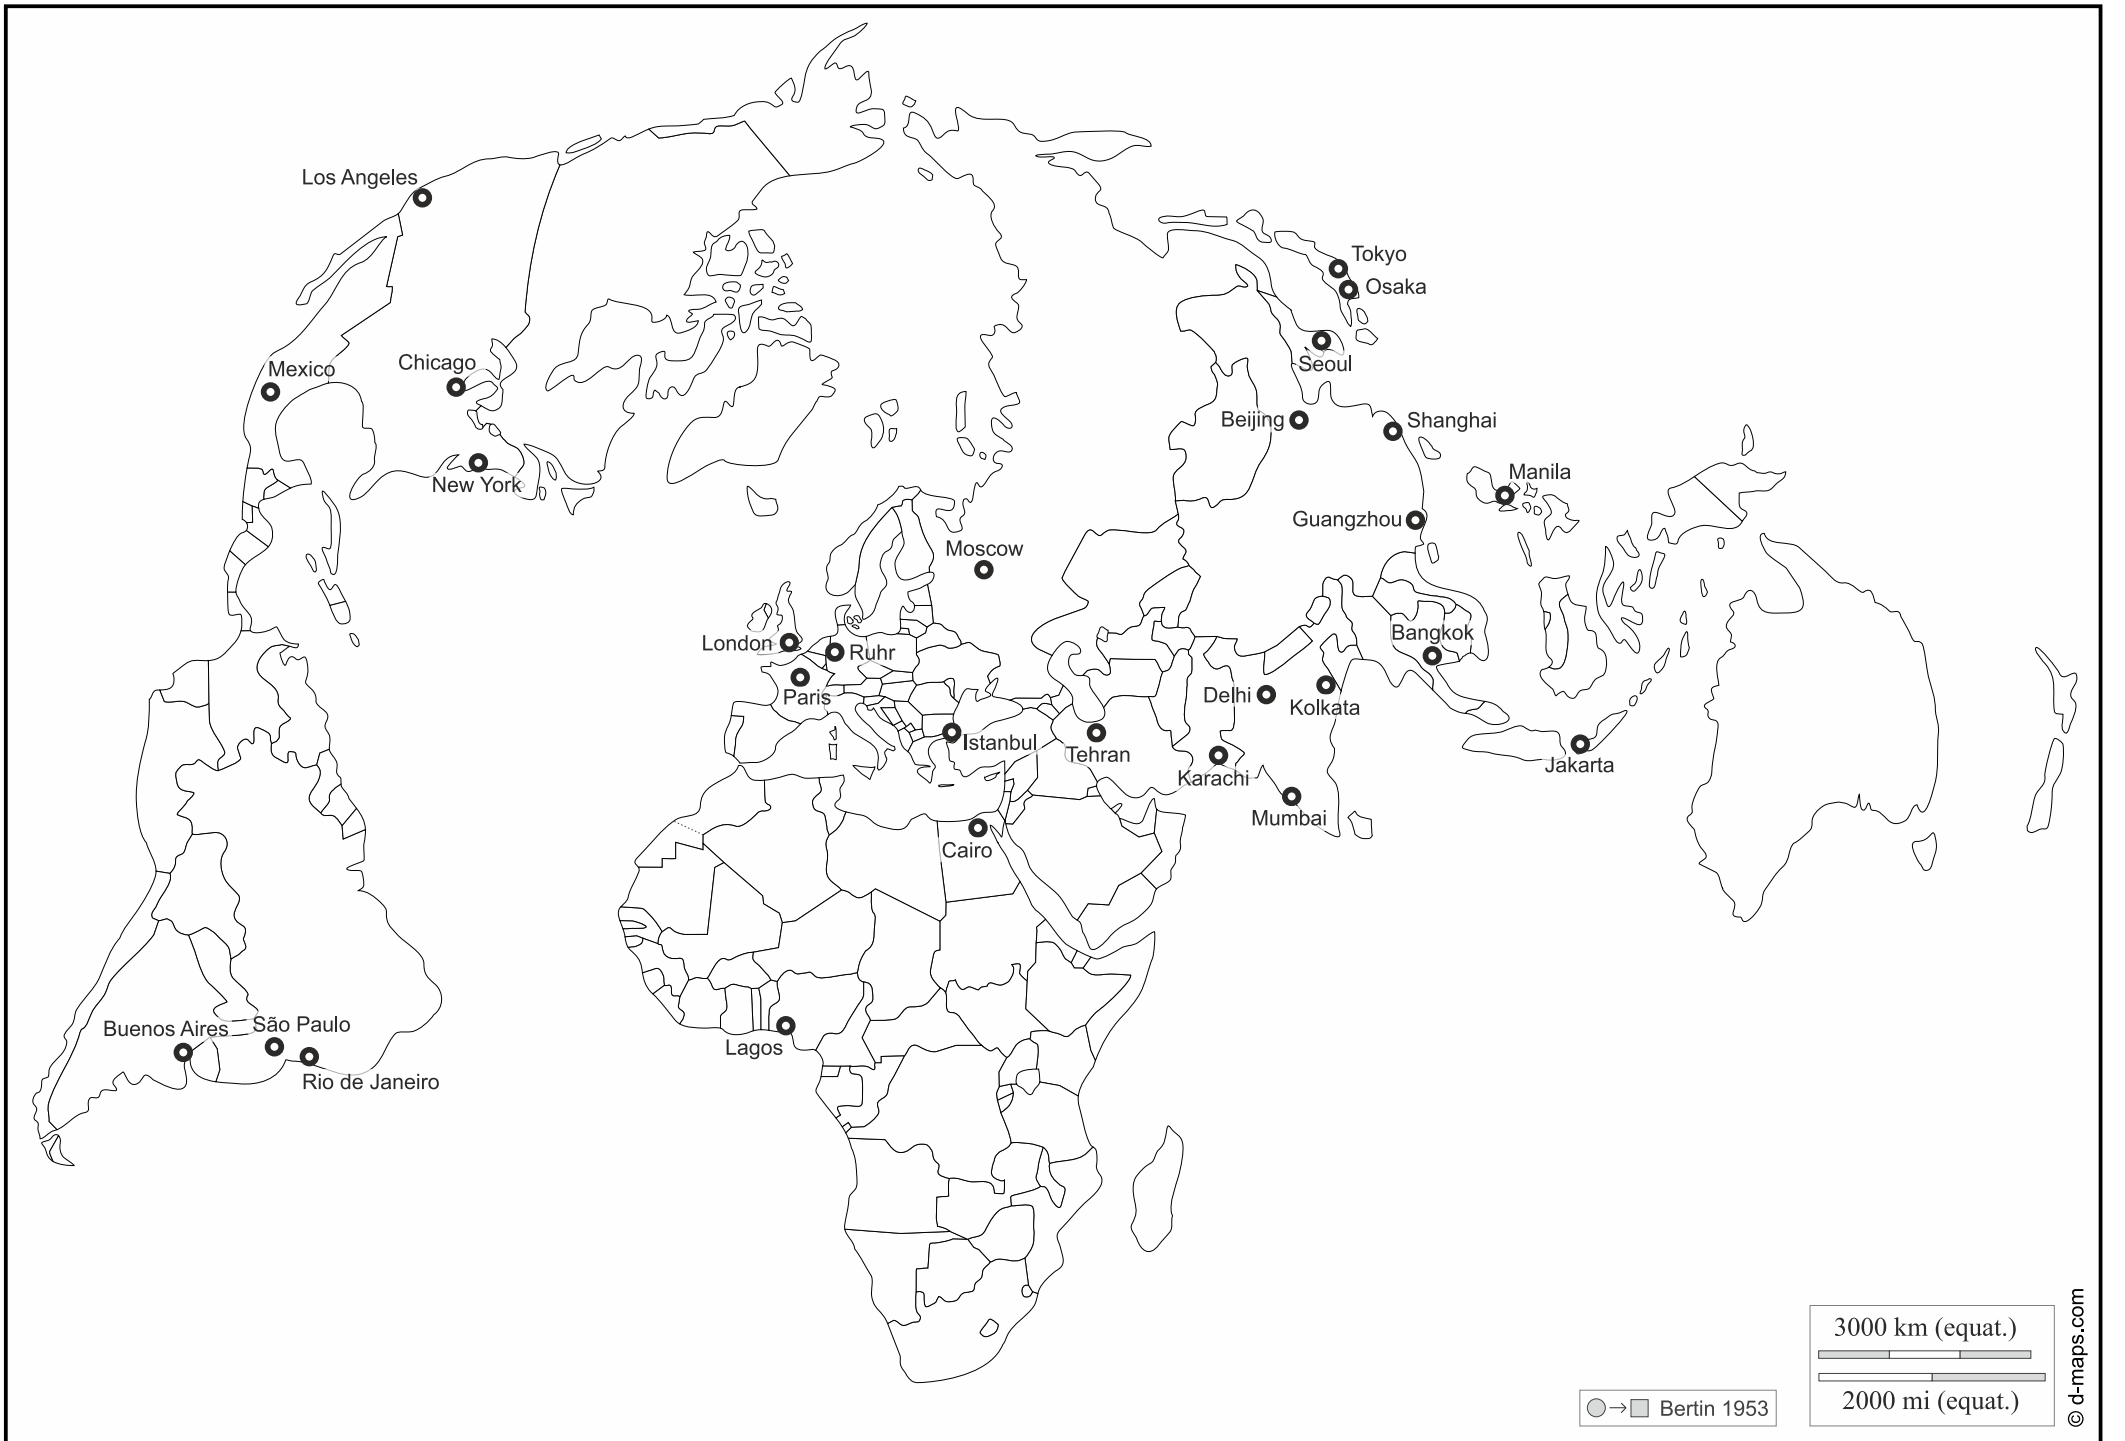 Los Angeles
Tokyo
Osaka
Mexico
Chicago
Seoul
Beijing
Shanghai
New York
Manila
Guangzhou
Moscow
London
Ruhr
Bangkok
Paris
Delhi
Kolkata
Istanbul
Tehran
Karachi
Jakarta
Mumbai
Cairo
Buenos Aires
São Paulo
Lagos
Rio de Janeiro
3000 km (equat.)
2000 mi (equat.)
Bertin 1953
© d-maps.com